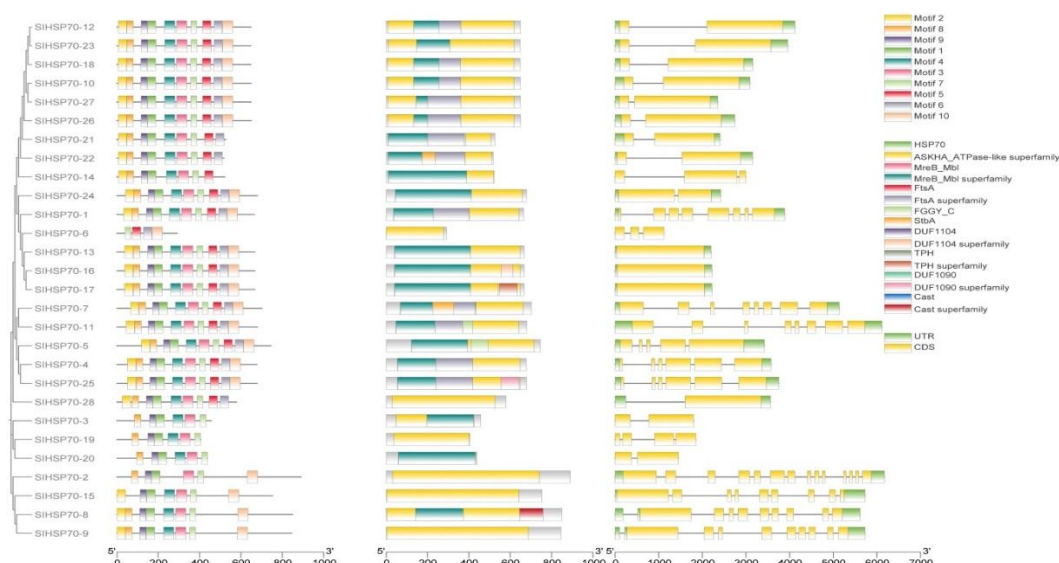 SlHSP70-12
SlHSP70-23
SlHSP70-18
SlHSP70-10
SlHSP70-27
SlHSP70-26
SlHSP70-21
SlHSP70-22
SlHSP70-14
SlHSP70-24
SlHSP70-1
SlHSP70-6
SlHSP70-13
SlHSP70-16
SlHSP70-17
SlHSP70-7
SlHSP70-11
SlHSP70-5
SlHSP70-4
SlHSP70-25
SlHSP70-28
SlHSP70-3
SlHSP70-19
SlHSP70-20
SlHSP70-2
SlHSP70-15
SlHSP70-8
SlHSP70-9
5' 3'
0 200 400 600 800 1000
5' 3'
0 200 400 600 800 1000
5' 3'
0 1000 2000 3000 4000 5000 6000 7000
Motif 2
Motif 8
Motif 9
Motif 1
Motif 4
Motif 3
Motif 7
Motif 5
Motif 6
Motif 10
HSP70
ASKHA_ATPase-like superfamily
MreB_Mbl
MreB_Mbl superfamily
FtsA
FtsA superfamily
FGGY_C
StbA
DUF1104
DUF1104 superfamily
TPH
TPH superfamily
DUF1090
DUF1090 superfamily
Cast
Cast superfamily
UTR
CDS